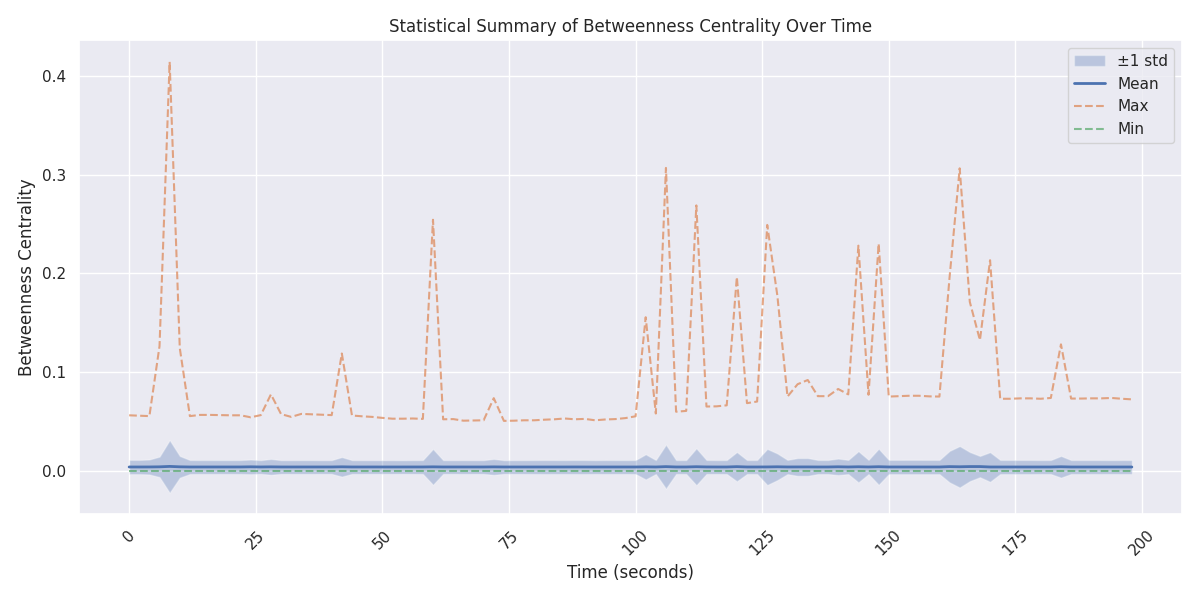 Statistical Summary of Betweenness Centrality Over Time
Betweenness Centrality
0.4
0.3
0.2
0.1
0.0
±1 std
Mean
Max
Min
0
25
50
75
100
125
150
175
200
Time (seconds)